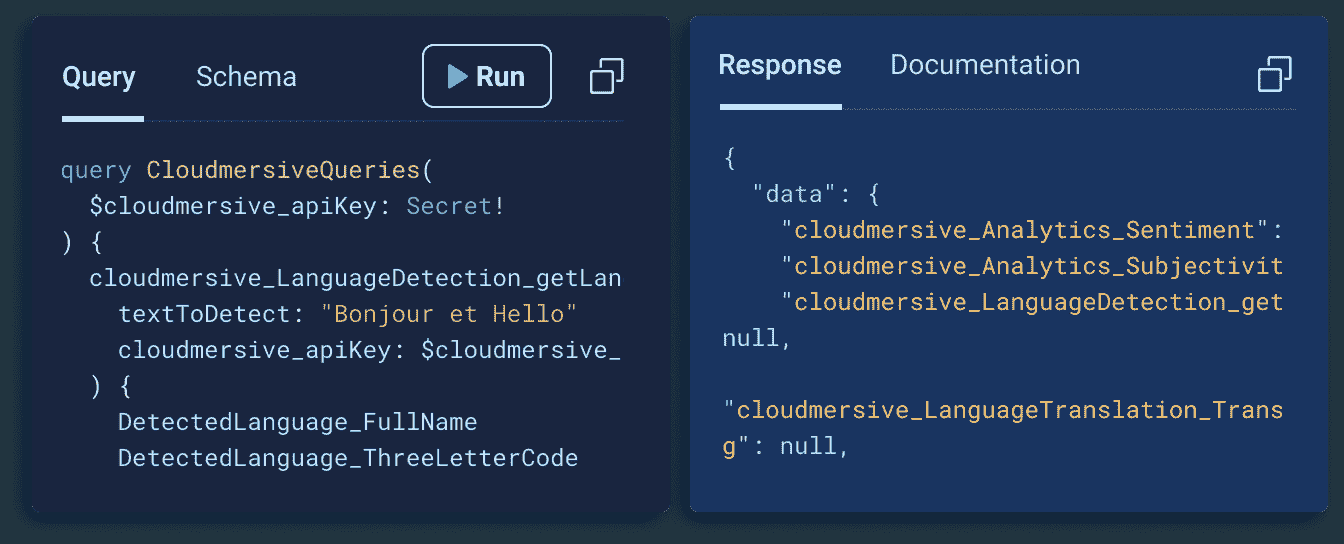 Query Schema Run
query CloudmersiveQueries(
$cloudmersive_apiKey: Secret!
) {
cloudmersive_LanguageDetection_getLan
textToDetect: "Bonjour et Hello"
cloudmersive_apiKey: $cloudmersive_
) {
DetectedLanguage_FullName
DetectedLanguage_ThreeLetterCode
Response Documentation
{
"data": {
"cloudmersive_Analytics_Sentiment":
"cloudmersive_Analytics_Subjectivit
"cloudmersive_LanguageDetection_get
null,
"cloudmersive_LanguageTranslation_Trans
g": null,